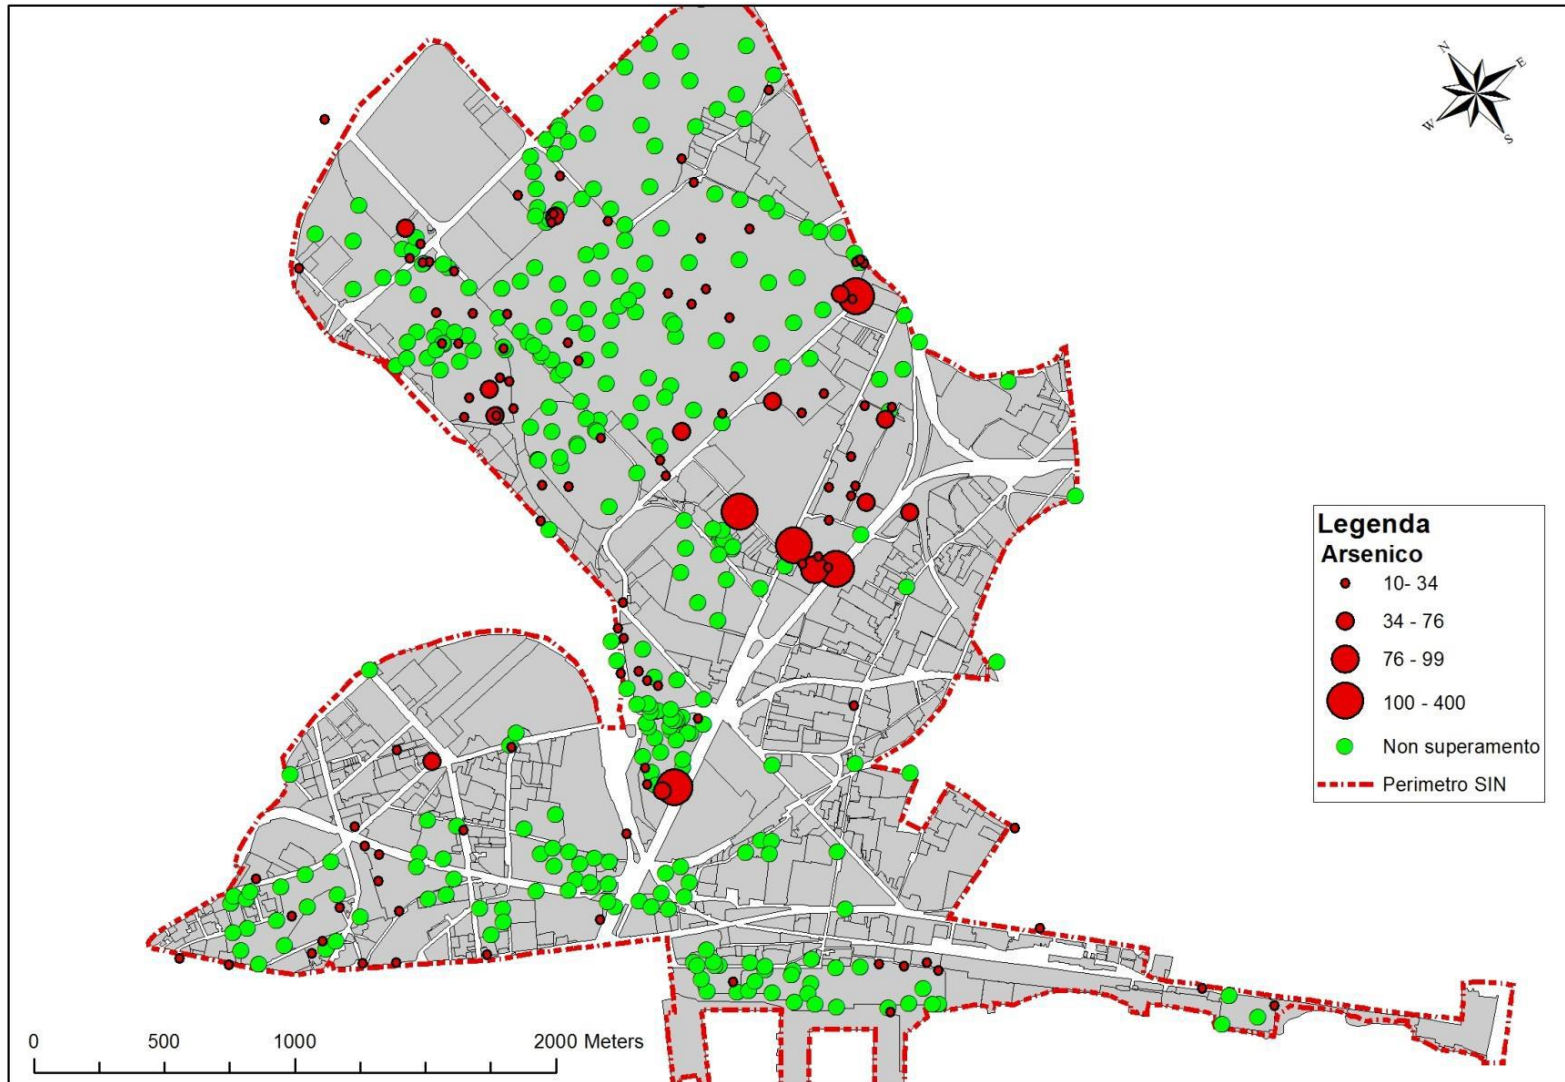 N
E
W
S
Legenda
Arsenico
10- 34
34 - 76
76 - 99
100 - 400
Non superamento
Perimetro SIN
0 500 1000 2000 Meters